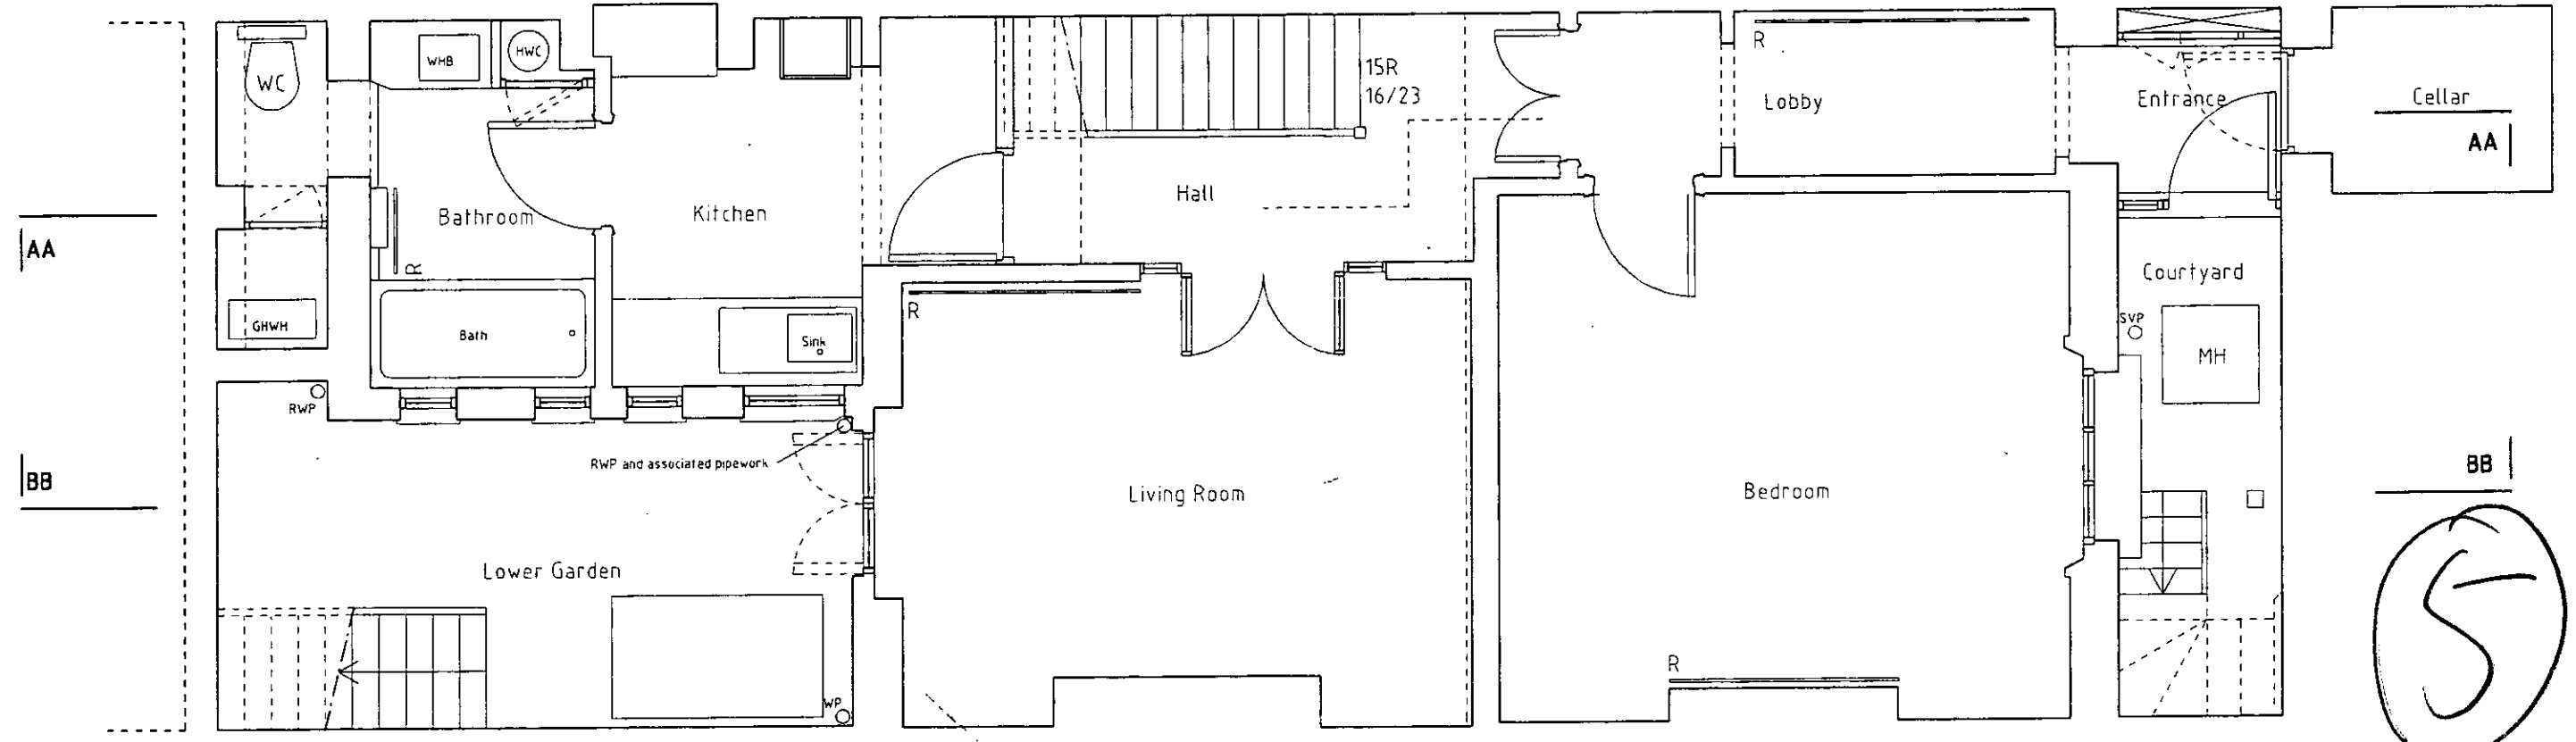 WC
WHB
HWC
15R
16/23
R
Lobby
Entrance
Cellar
AA
Hall
Bathroom
Kitchen
AA
R
Courtyard
GHWH
Bath
Sink
R
SVP
MH
RWP
RWP and associated pipework
BB
BB
Living Room
Bedroom
Lower Garden
R
WP
5